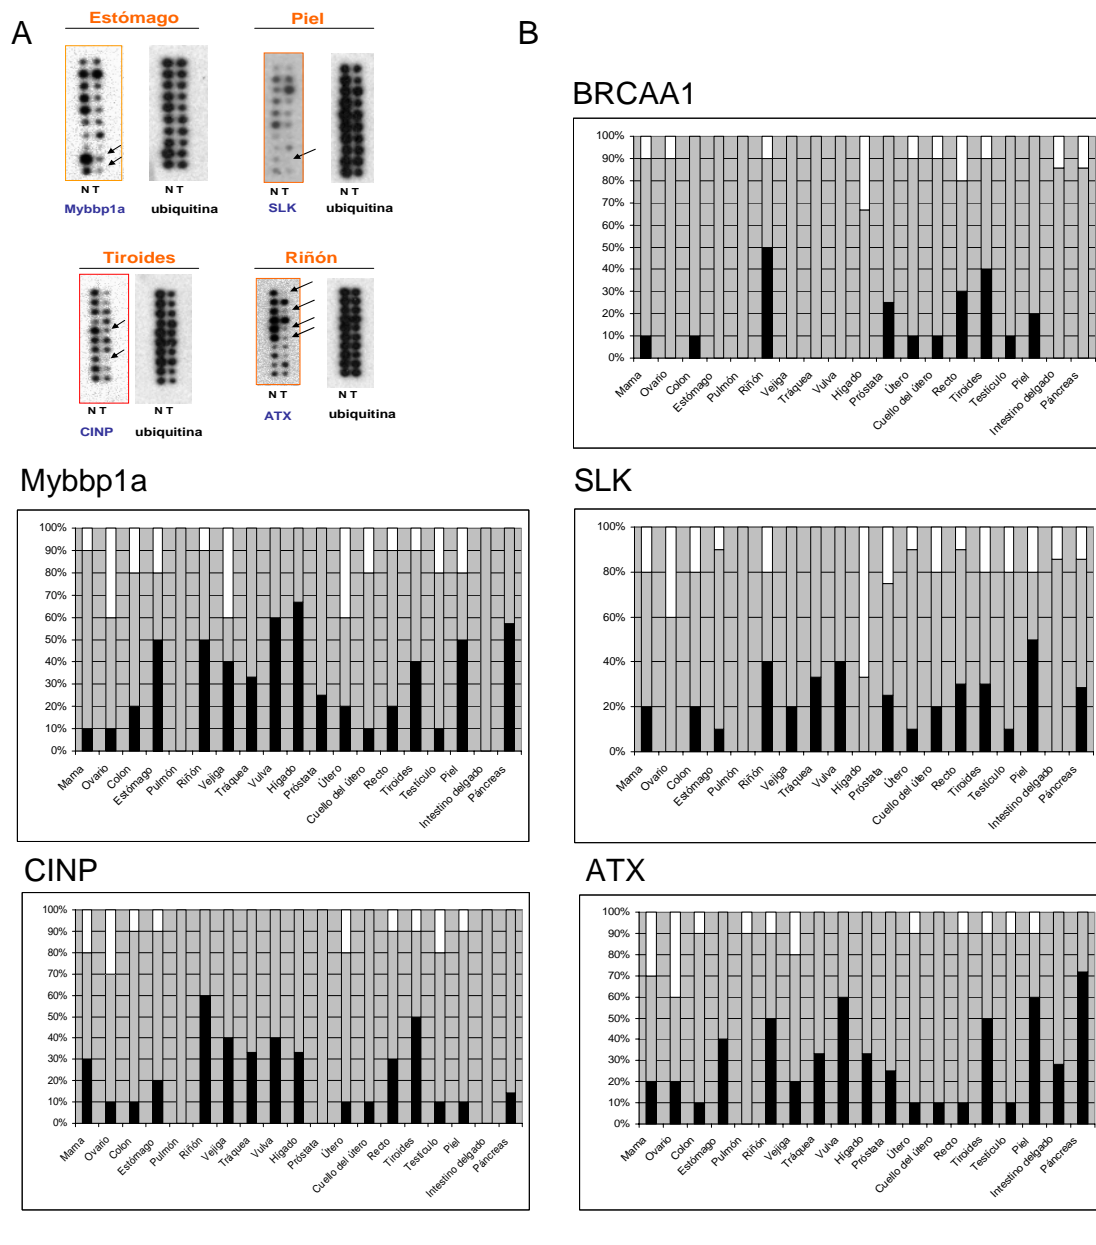 A
Estómago
Piel
B
N T
N T
N T
N T
Mybbp1a
ubiquitina
SLK
ubiquitina
Tiroides
Riñón
N T
N T
N T
N T
CINP
ubiquitina
ATX
ubiquitina
BRCAA1
100%
90%
80%
70%
60%
50%
40%
30%
20%
10%
0%
Mama
Ovario
Colon
Estómago
Pulmón
Riñón
Vejiga
Tráquea
Vulva
Hígado
Próstata
Útero
Cuello del útero
Recto
Tiroides
Testículo
Piel
Intestino delgado
Páncreas
Mybbp1a
100%
90%
80%
70%
60%
50%
40%
30%
20%
10%
0%
Mama
Ovario
Colon
Estómago
Pulmón
Riñón
Vejiga
Tráquea
Vulva
Hígado
Próstata
Útero
Cuello del útero
Recto
Tiroides
Testículo
Piel
Intestino delgado
Páncreas
SLK
100%
80%
60%
40%
20%
0%
Mama
Ovario
Colon
Estómago
Pulmón
Riñón
Vejiga
Tráquea
Vulva
Hígado
Próstata
Útero
Cuello del útero
Recto
Tiroides
Testículo
Piel
Intestino delgado
Páncreas
CINP
100%
90%
80%
70%
60%
50%
40%
30%
20%
10%
0%
Mama
Ovario
Colon
Estómago
Pulmón
Riñón
Vejiga
Tráquea
Vulva
Hígado
Próstata
Útero
Cuello del útero
Recto
Tiroides
Testículo
Piel
Intestino delgado
Páncreas
ATX
100%
90%
80%
70%
60%
50%
40%
30%
20%
10%
0%
Mama
Ovario
Colon
Estómago
Pulmón
Riñón
Vejiga
Tráquea
Vulva
Hígado
Próstata
Útero
Cuello del útero
Recto
Tiroides
Testículo
Piel
Intestino delgado
Páncreas